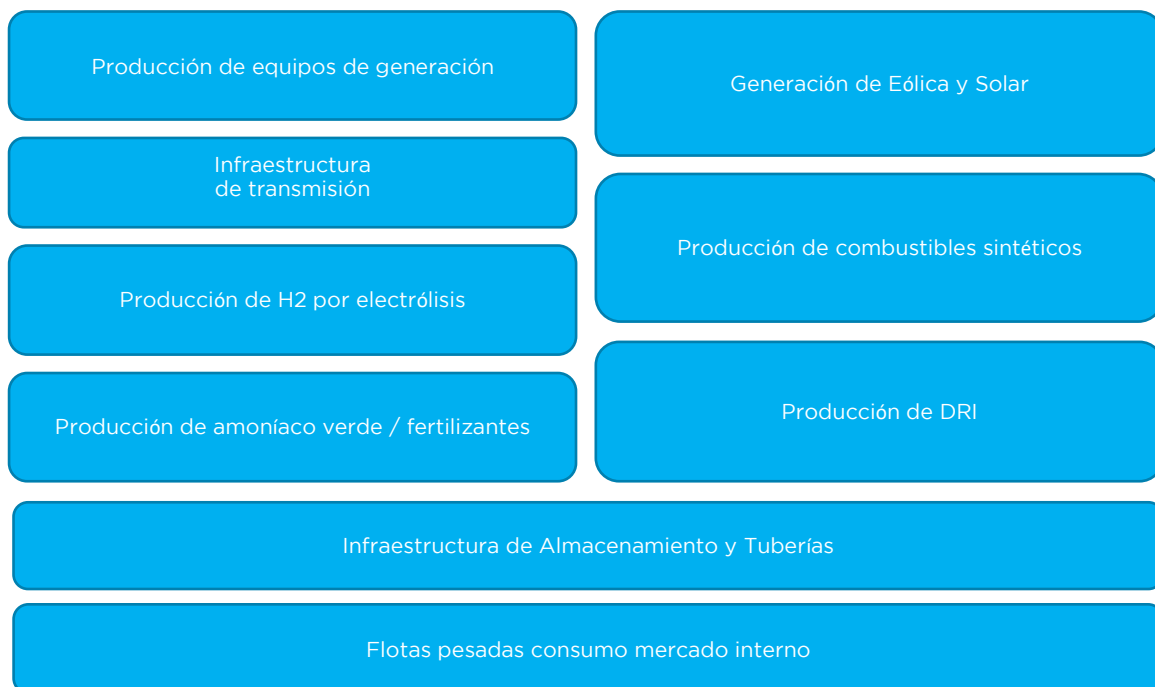 Producción de equipos de generación
Generación de Eólica y Solar
Infraestructura
de transmisión
Producción de combustibles sintéticos
Producción de H2 por electrólisis
Producción de amoníaco verde / fertilizantes
Producción de DRI
Infraestructura de Almacenamiento y Tuberías
Flotas pesadas consumo mercado interno